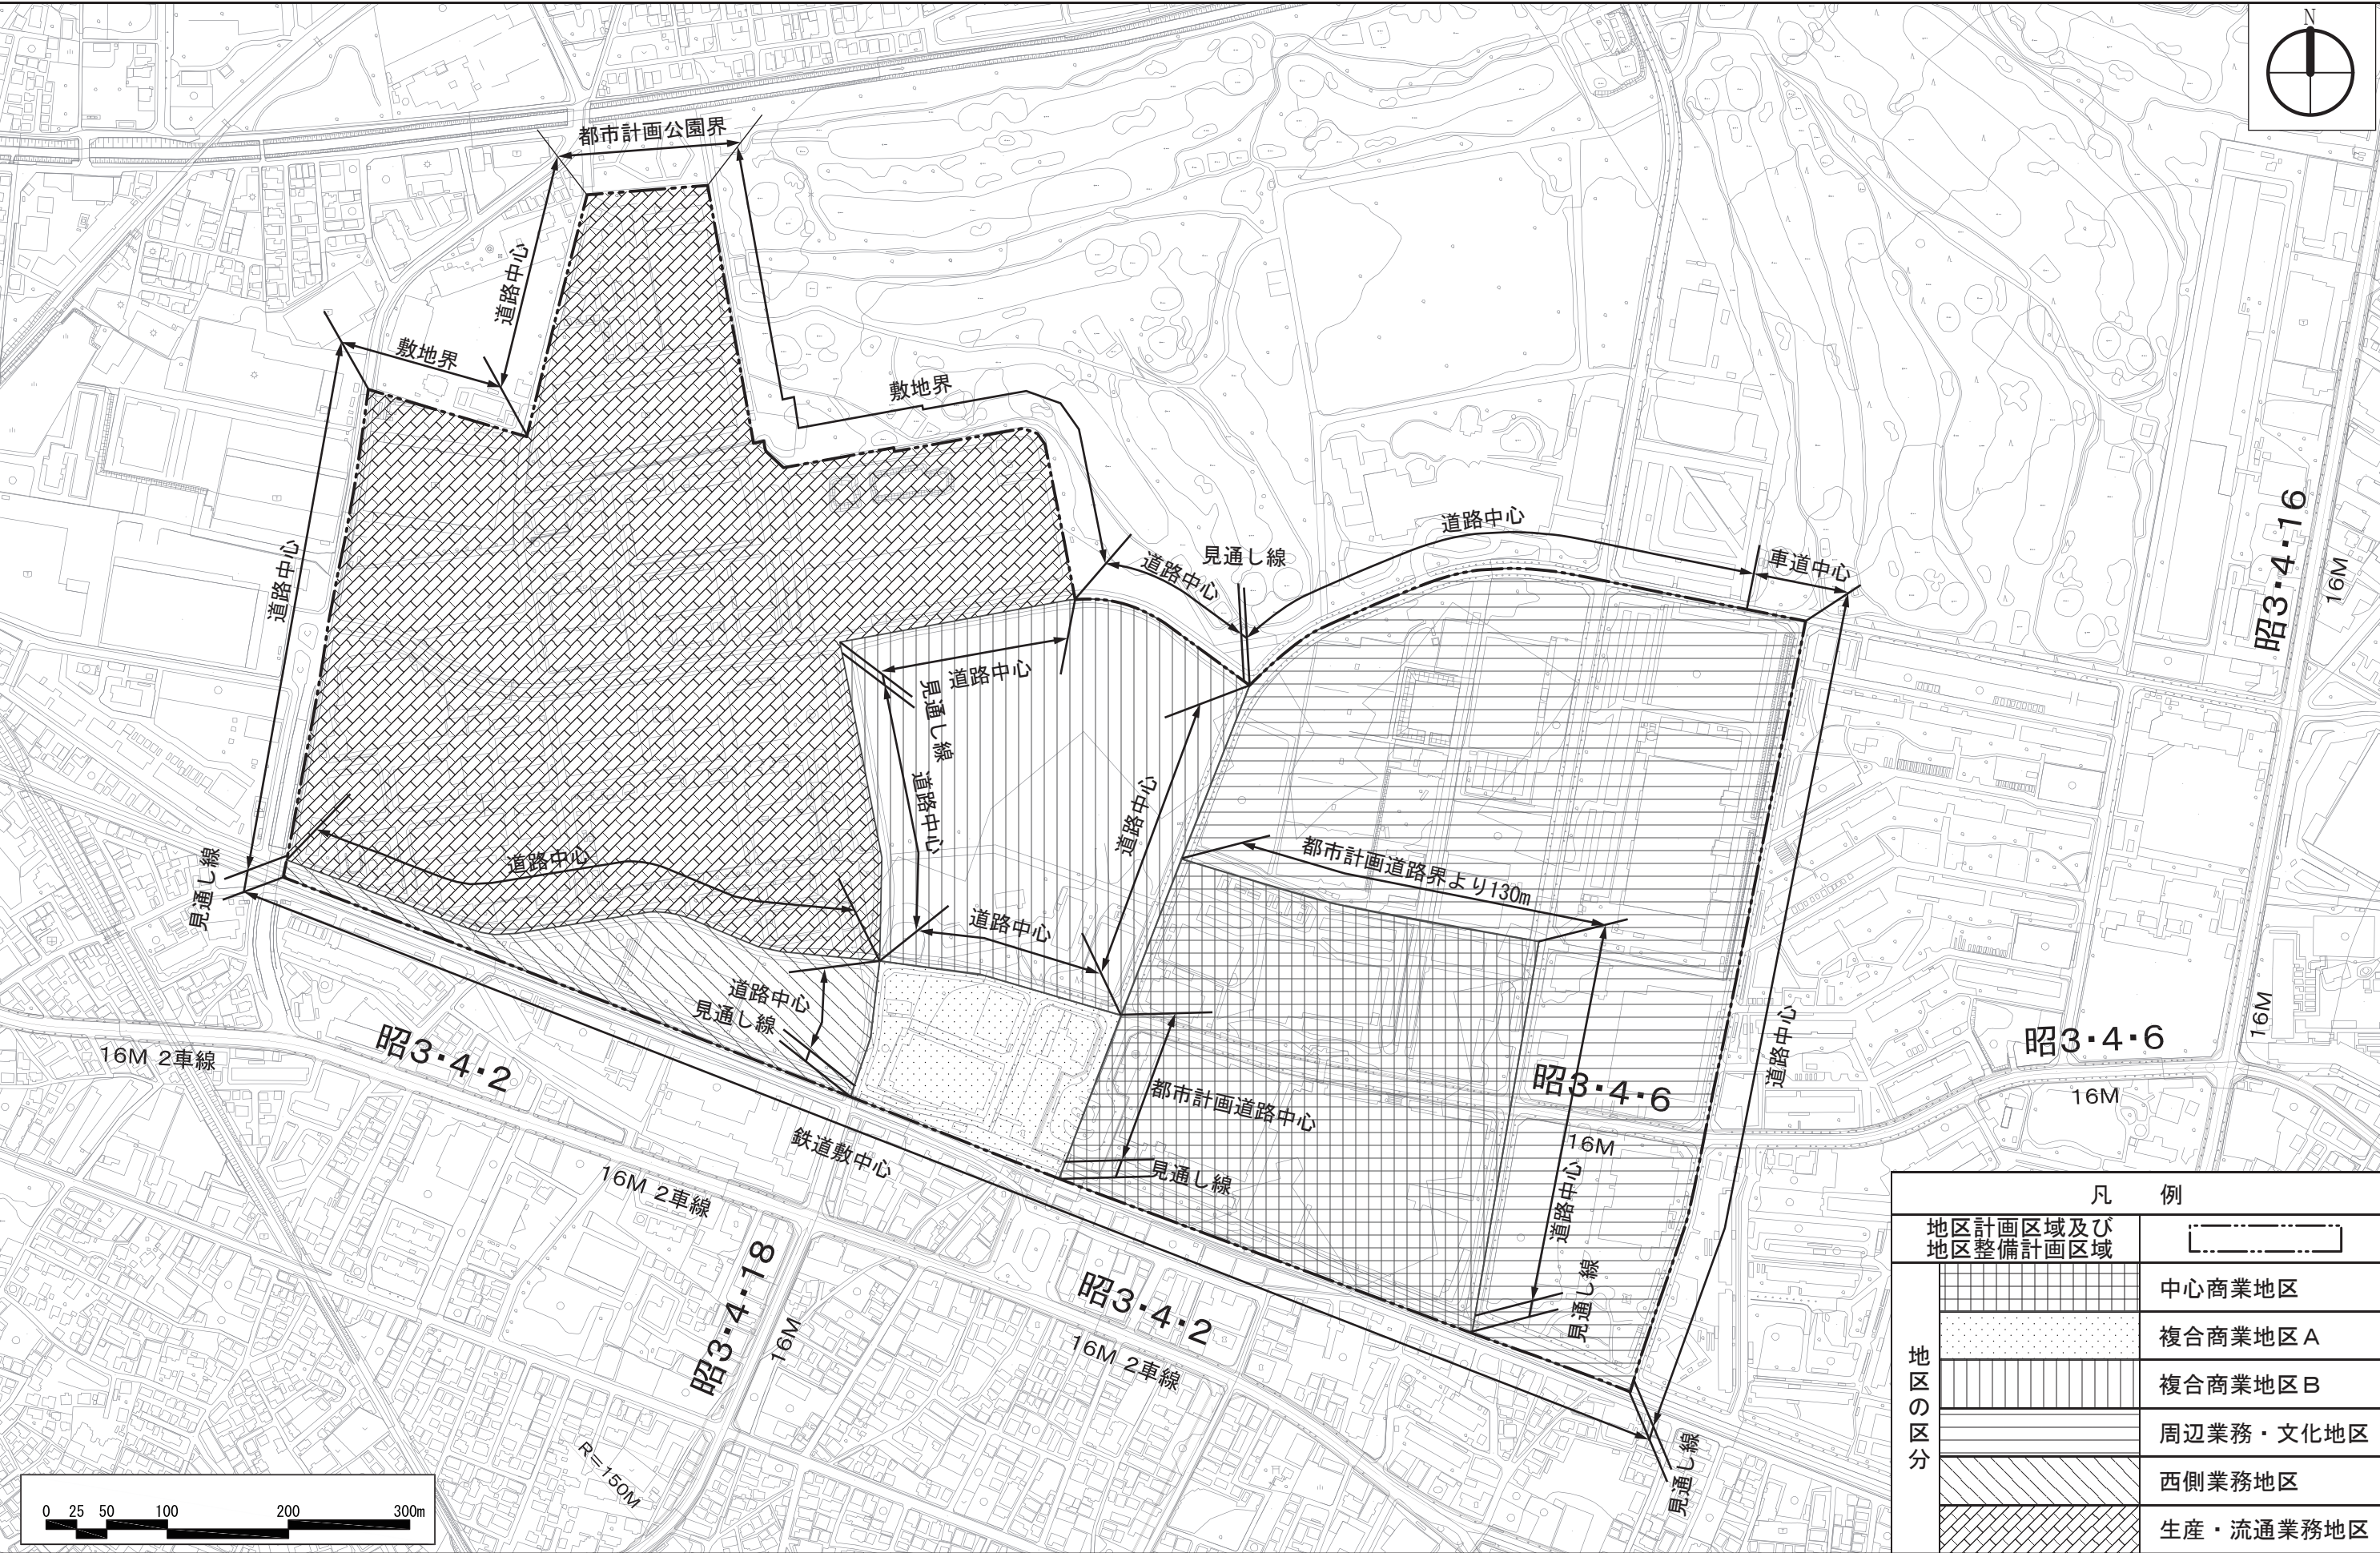 N
都市計画公園界
道路中心
敷地界
敷地界
道路中心
道路中心
見通し線
道路中心
車道中心
昭3・4・16
16M
道路中心
見通し線
道路中心
道路中心
都市計画道路界より130m
道路中心
見通し線
道路中心
道路中心
見通し線
昭3・4・2
16M 2車線
都市計画道路中心
見通し線
昭3・4・6
16M
道路中心
見通し線
道路中心
昭3・4・6
16M
16M
鉄道敷中心
16M 2車線
昭3・4・18
16M
昭3・4・2
16M 2車線
見通し線
R=150M
0 25 50 100 200 300m
凡 例
地区計画区域及び
地区整備計画区域
地区の区分
中心商業地区
複合商業地区A
複合商業地区B
周辺業務・文化地区
西側業務地区
生産・流通業務地区